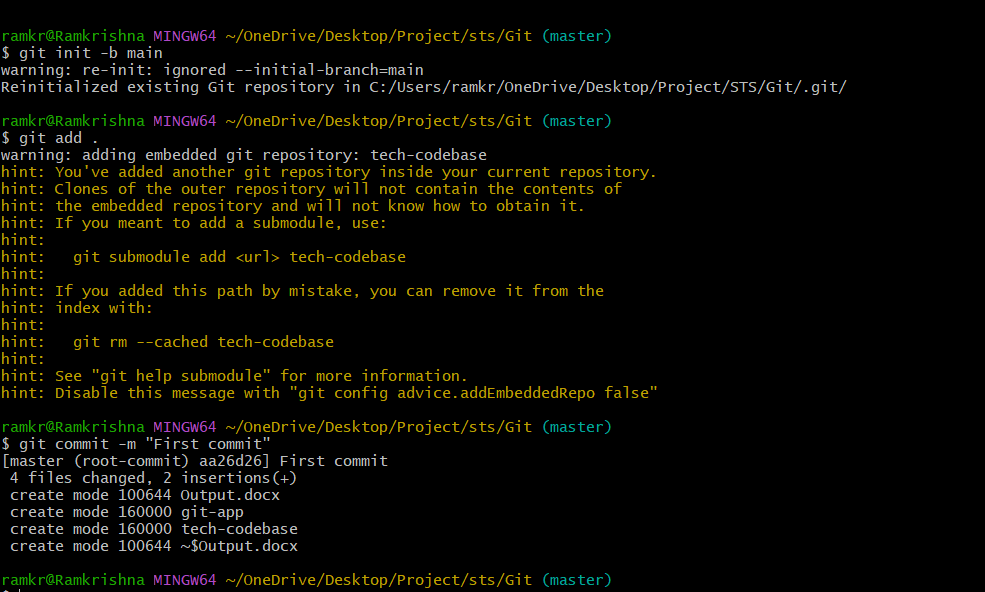 ramkr@Ramkrishna MINGW64 ~/OneDrive/Desktop/Project/sts/Git (master)
$ git init -b main
warning: re-init: ignored --initial-branch=main
Reinitialized existing Git repository in C:/Users/ramkr/OneDrive/Desktop/Project/STS/Git/.git/
ramkr@Ramkrishna MINGW64 ~/OneDrive/Desktop/Project/sts/Git (master)
$ git add .
warning: adding embedded git repository: tech-codebase
hint: You've added another git repository inside your current repository.
hint: Clones of the outer repository will not contain the contents of
hint: the embedded repository and will not know how to obtain it.
hint: If you meant to add a submodule, use:
hint:
hint:   git submodule add <url> tech-codebase
hint:
hint: If you added this path by mistake, you can remove it from the
hint: index with:
hint:
hint:   git rm --cached tech-codebase
hint:
hint: See "git help submodule" for more information.
hint: Disable this message with "git config advice.addEmbeddedRepo false"
ramkr@Ramkrishna MINGW64 ~/OneDrive/Desktop/Project/sts/Git (master)
$ git commit -m "First commit"
[master (root-commit) aa26d26] First commit
 4 files changed, 2 insertions(+)
 create mode 100644 Output.docx
 create mode 160000 git-app
 create mode 160000 tech-codebase
 create mode 100644 ~$Output.docx
ramkr@Ramkrishna MINGW64 ~/OneDrive/Desktop/Project/sts/Git (master)